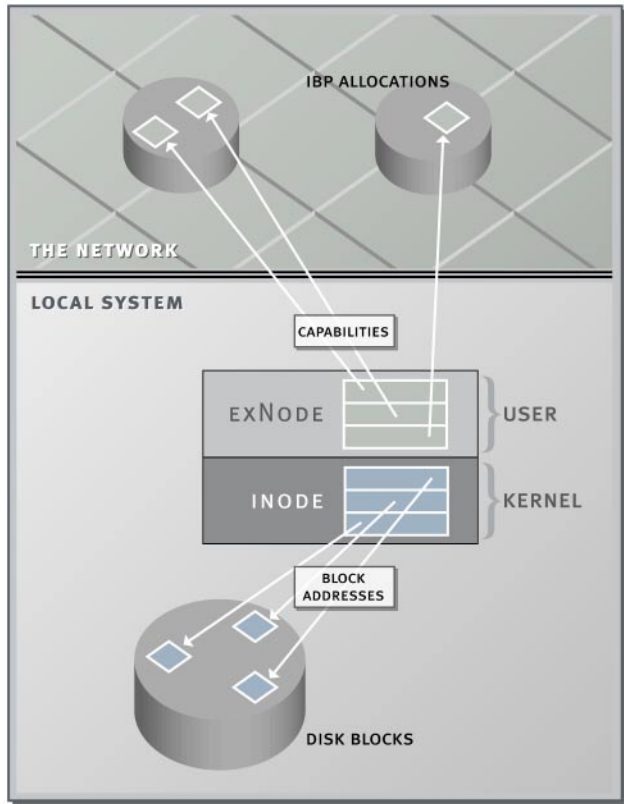 IBP ALLOCATIONS
THE NETWORK
LOCAL SYSTEM
CAPABILITIES
EXNODE
USER
INODE
KERNEL
BLOCK
ADDRESSES
DISK BLOCKS